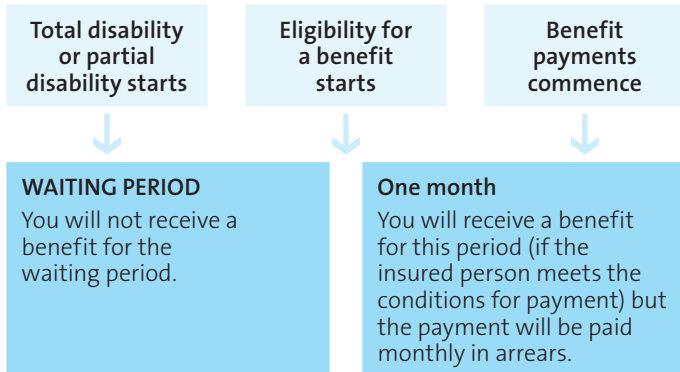 Total disability
or partial
disability starts
Eligibility for
a benefit
starts
Benefit
payments
commence
WAITING PERIOD
You will not receive a
benefit for the
waiting period.
One month
You will receive a benefit
for this period (if the
insured person meets the
conditions for payment) but
the payment will be paid
monthly in arrears.